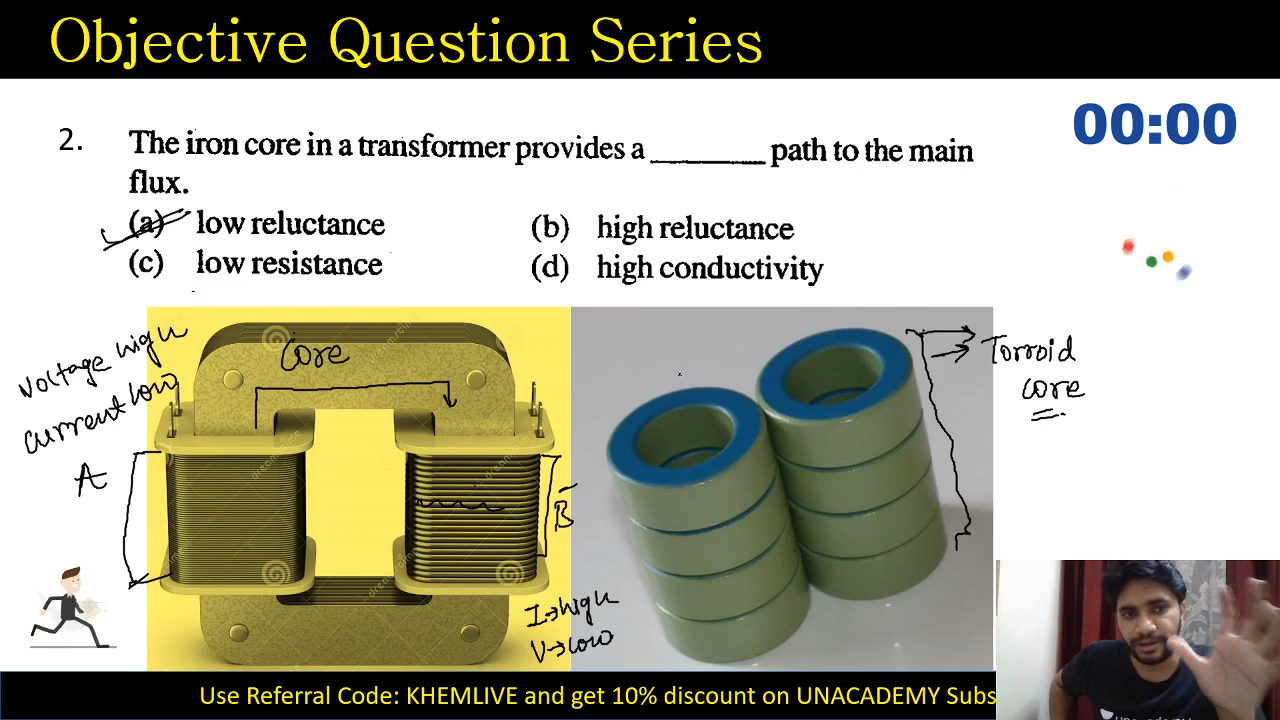 Objective Question Series
00:00
2. The iron core in a transformer provides a ________ path to the main
flux.
(a) low reluctance
(b) high reluctance
(c) low resistance
(d) high conductivity
Voltage high
current low
A
Core
B
I→high
V→low
Torroid
core
Use Referral Code: KHEMLIVE and get 10% discount on UNACADEMY Subs